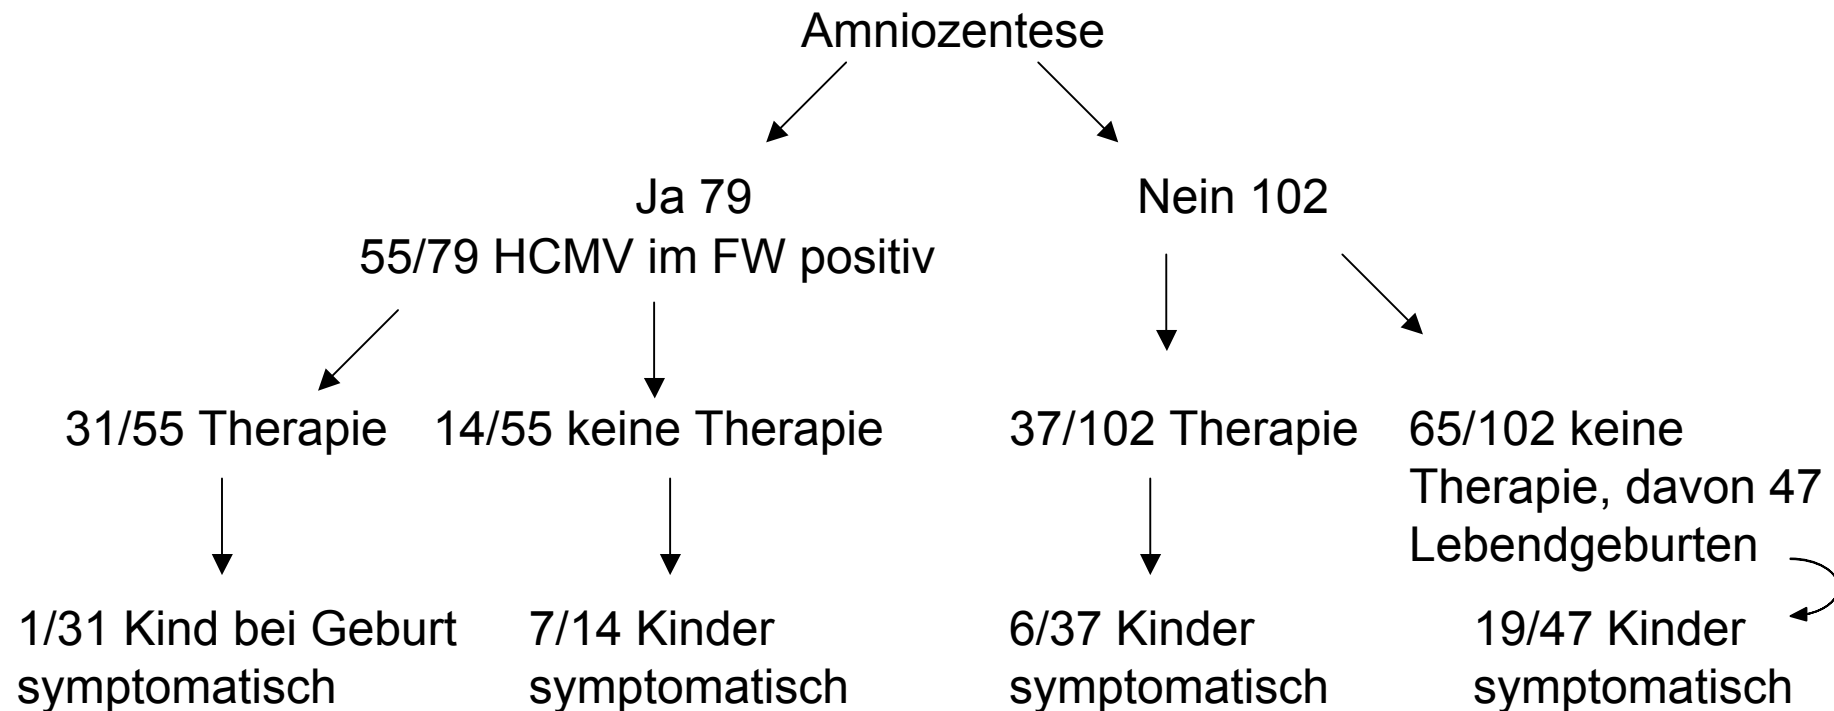 Amniozentese
Ja 79
Nein 102
55/79 HCMV im FW positiv
31/55 Therapie
14/55 keine Therapie
37/102 Therapie
65/102 keine
Therapie, davon 47
Lebendgeburten
1/31 Kind bei Geburt
symptomatisch
7/14 Kinder
symptomatisch
6/37 Kinder
symptomatisch
19/47 Kinder
symptomatisch